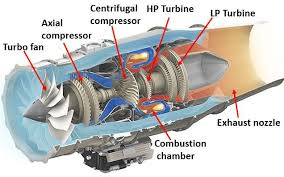 Centrifugal
compressor
HP Turbine
LP Turbine
Axial
compressor
Turbo fan
Exhaust nozzle
Combustion
chamber